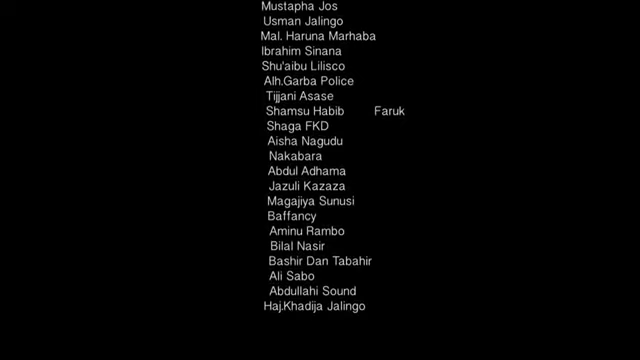 Mustapha Jos
Usman Jalingo
Mal. Haruna Marhaba
Ibrahim Sinana
Shu'aibu Lilisco
Alh.Garba Police
Tijjani Asase
Shamsu Habib Faruk
Shaga FKD
Aisha Nagudu
Nakabara
Abdul Adhama
Jazuli Kazaza
Magajiya Sunusi
Baffancy
Aminu Rambo
Bilal Nasir
Bashir Dan Tabahir
Ali Sabo
Abdullahi Sound
Haj.Khadija Jalingo